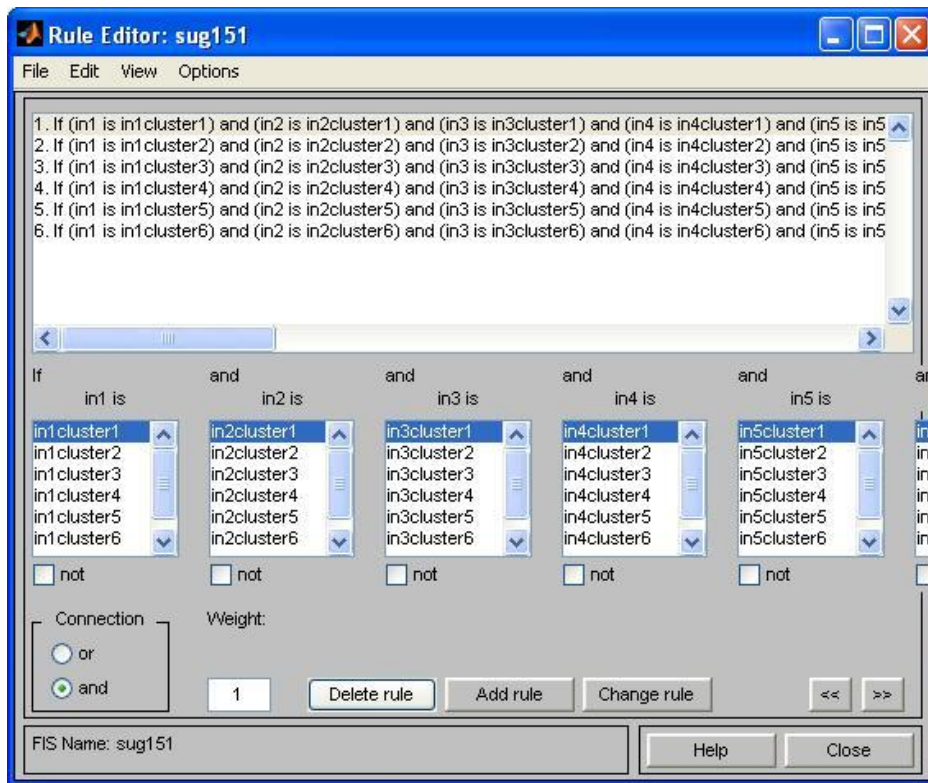 Rule Editor: sug151
File Edit View Options
1. If (in1 is in1cluster1) and (in2 is in2cluster1) and (in3 is in3cluster1) and (in4 is in4cluster1) and (in5 is in5
2. If (in1 is in1cluster2) and (in2 is in2cluster2) and (in3 is in3cluster2) and (in4 is in4cluster2) and (in5 is in5
3. If (in1 is in1cluster3) and (in2 is in2cluster3) and (in3 is in3cluster3) and (in4 is in4cluster3) and (in5 is in5
4. If (in1 is in1cluster4) and (in2 is in2cluster4) and (in3 is in3cluster4) and (in4 is in4cluster4) and (in5 is in5
5. If (in1 is in1cluster5) and (in2 is in2cluster5) and (in3 is in3cluster5) and (in4 is in4cluster5) and (in5 is in5
6. If (in1 is in1cluster6) and (in2 is in2cluster6) and (in3 is in3cluster6) and (in4 is in4cluster6) and (in5 is in5
If and and and and
in1 is in2 is in3 is in4 is in5 is
in1cluster1 in2cluster1 in3cluster1 in4cluster1 in5cluster1
in1cluster2 in2cluster2 in3cluster2 in4cluster2 in5cluster2
in1cluster3 in2cluster3 in3cluster3 in4cluster3 in5cluster3
in1cluster4 in2cluster4 in3cluster4 in4cluster4 in5cluster4
in1cluster5 in2cluster5 in3cluster5 in4cluster5 in5cluster5
in1cluster6 in2cluster6 in3cluster6 in4cluster6 in5cluster6
not not not not not
Connection Weight:
or
and 1 Delete rule Add rule Change rule << >>
FIS Name: sug151 Help Close